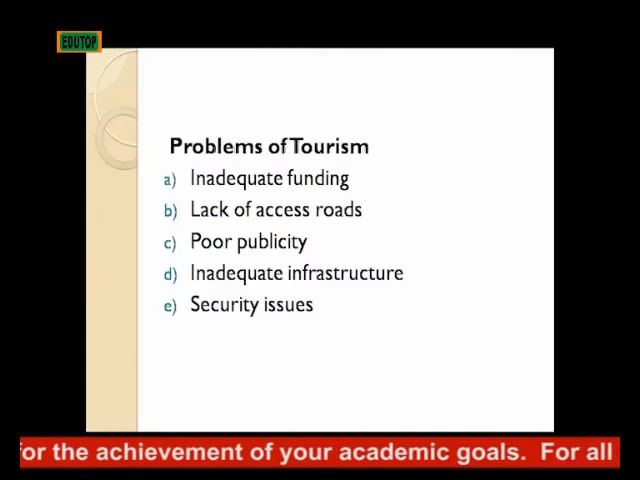 EDUTOP
Problems of Tourism
a) Inadequate funding
b) Lack of access roads
c) Poor publicity
d) Inadequate infrastructure
e) Security issues
for the achievement of your academic goals. For all